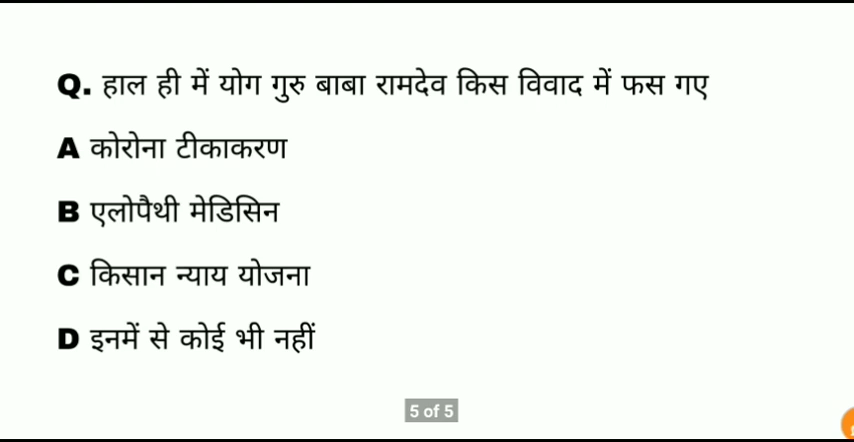 Q. हाल ही में योग गुरु बाबा रामदेव किस विवाद में फस गए
A कोरोना टीकाकरण
B एलोपैथी मेडिसिन
C किसान न्याय योजना
D इनमें से कोई भी नहीं
5 of 5